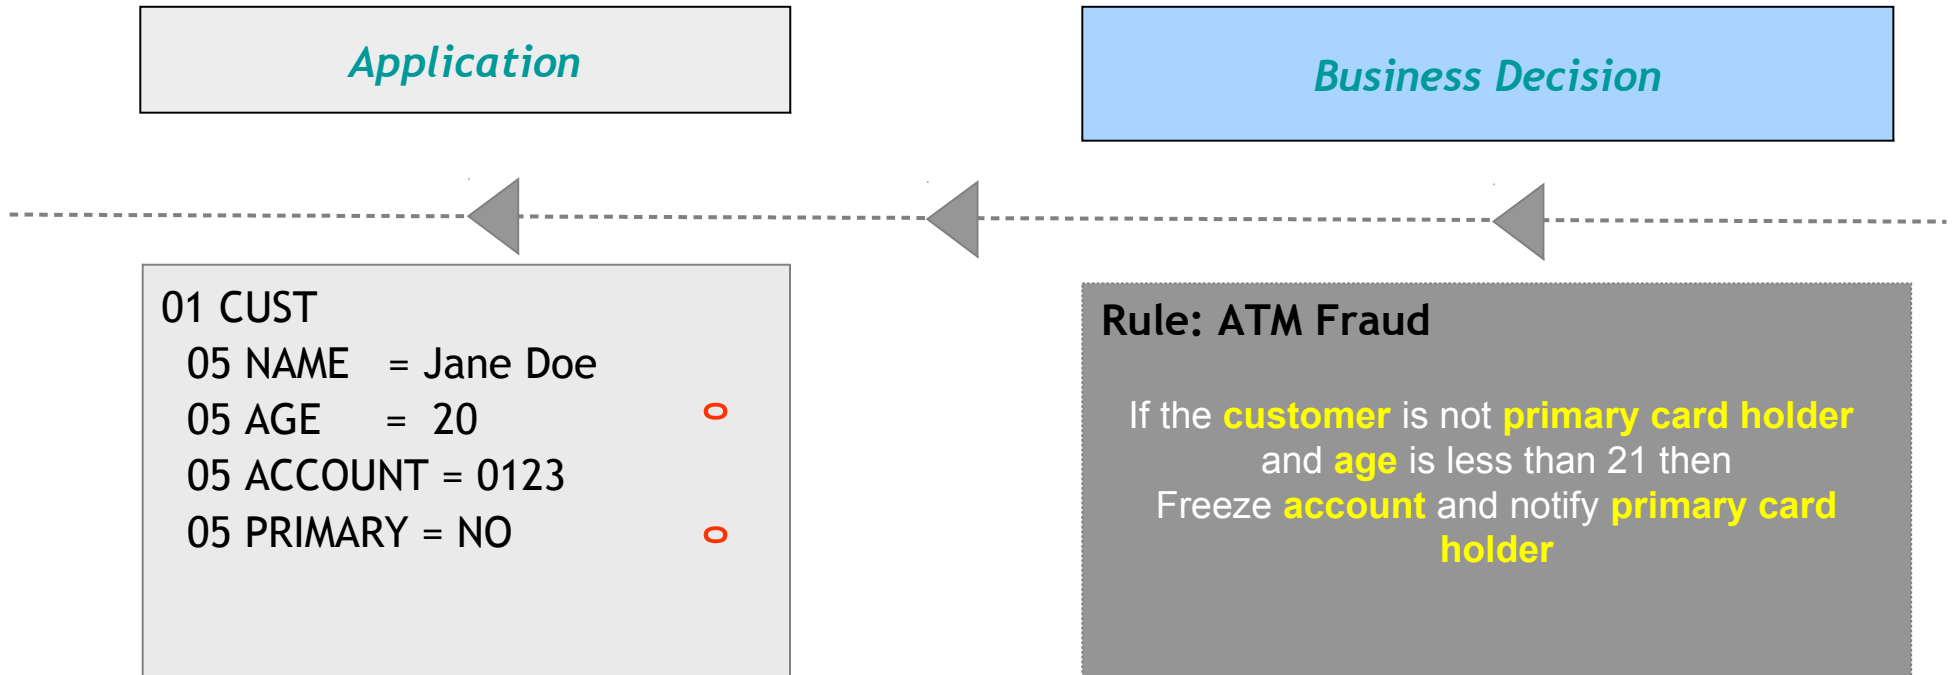 Application
Business Decision
01 CUST
05 NAME = Jane Doe
05 AGE = 20
05 ACCOUNT = 0123
05 PRIMARY = NO
Rule: ATM Fraud
If the customer is not primary card holder
and age is less than 21 then
Freeze account and notify primary card
holder